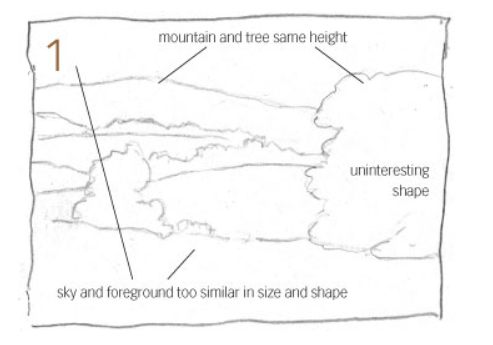 1
mountain and tree same height
uninteresting
shape
sky and foreground too similar in size and shape